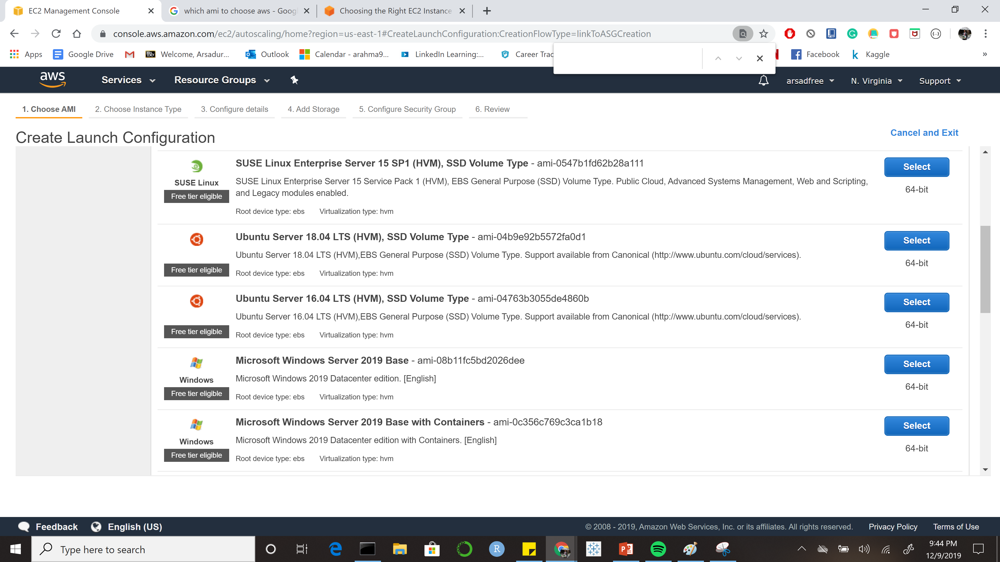 EC2 Management Console
which ami to choose aws - Goog
Choosing the Right EC2 Instance
console.aws.amazon.com/ec2/autoscaling/home?region=us-east-1#CreateLaunchConfiguration:CreationFlowType=linkToASGCreation
Apps
Google Drive
Bb
Welcome, Arsadur...
Outlook
Calendar - arahma9...
LinkedIn Learning:...
Career Trac
Facebook
Kaggle
aws
Services
Resource Groups
arsadfree
N. Virginia
Support
1. Choose AMI
2. Choose Instance Type
3. Configure details
4. Add Storage
5. Configure Security Group
6. Review
Create Launch Configuration
Cancel and Exit
SUSE Linux
Free tier eligible
SUSE Linux Enterprise Server 15 SP1 (HVM), SSD Volume Type - ami-0547b1fd62b28a111
SUSE Linux Enterprise Server 15 Service Pack 1 (HVM), EBS General Purpose (SSD) Volume Type. Public Cloud, Advanced Systems Management, Web and Scripting,
and Legacy modules enabled.
Root device type: ebs
Virtualization type: hvm
Select
64-bit
Free tier eligible
Ubuntu Server 18.04 LTS (HVM), SSD Volume Type - ami-04b9e92b5572fa0d1
Ubuntu Server 18.04 LTS (HVM),EBS General Purpose (SSD) Volume Type. Support available from Canonical (http://www.ubuntu.com/cloud/services).
Root device type: ebs
Virtualization type: hvm
Select
64-bit
Free tier eligible
Ubuntu Server 16.04 LTS (HVM), SSD Volume Type - ami-04763b3055de4860b
Ubuntu Server 16.04 LTS (HVM),EBS General Purpose (SSD) Volume Type. Support available from Canonical (http://www.ubuntu.com/cloud/services).
Root device type: ebs
Virtualization type: hvm
Select
64-bit
Windows
Free tier eligible
Microsoft Windows Server 2019 Base - ami-08b11fc5bd2026dee
Microsoft Windows 2019 Datacenter edition. [English]
Root device type: ebs
Virtualization type: hvm
Select
64-bit
Windows
Free tier eligible
Microsoft Windows Server 2019 Base with Containers - ami-0c356c769c3ca1b18
Microsoft Windows 2019 Datacenter edition with Containers. [English]
Root device type: ebs
Virtualization type: hvm
Select
64-bit
Feedback
English (US)
© 2008 - 2019, Amazon Web Services, Inc. or its affiliates. All rights reserved.
Privacy Policy
Terms of Use
Type here to search
9:44 PM
12/9/2019